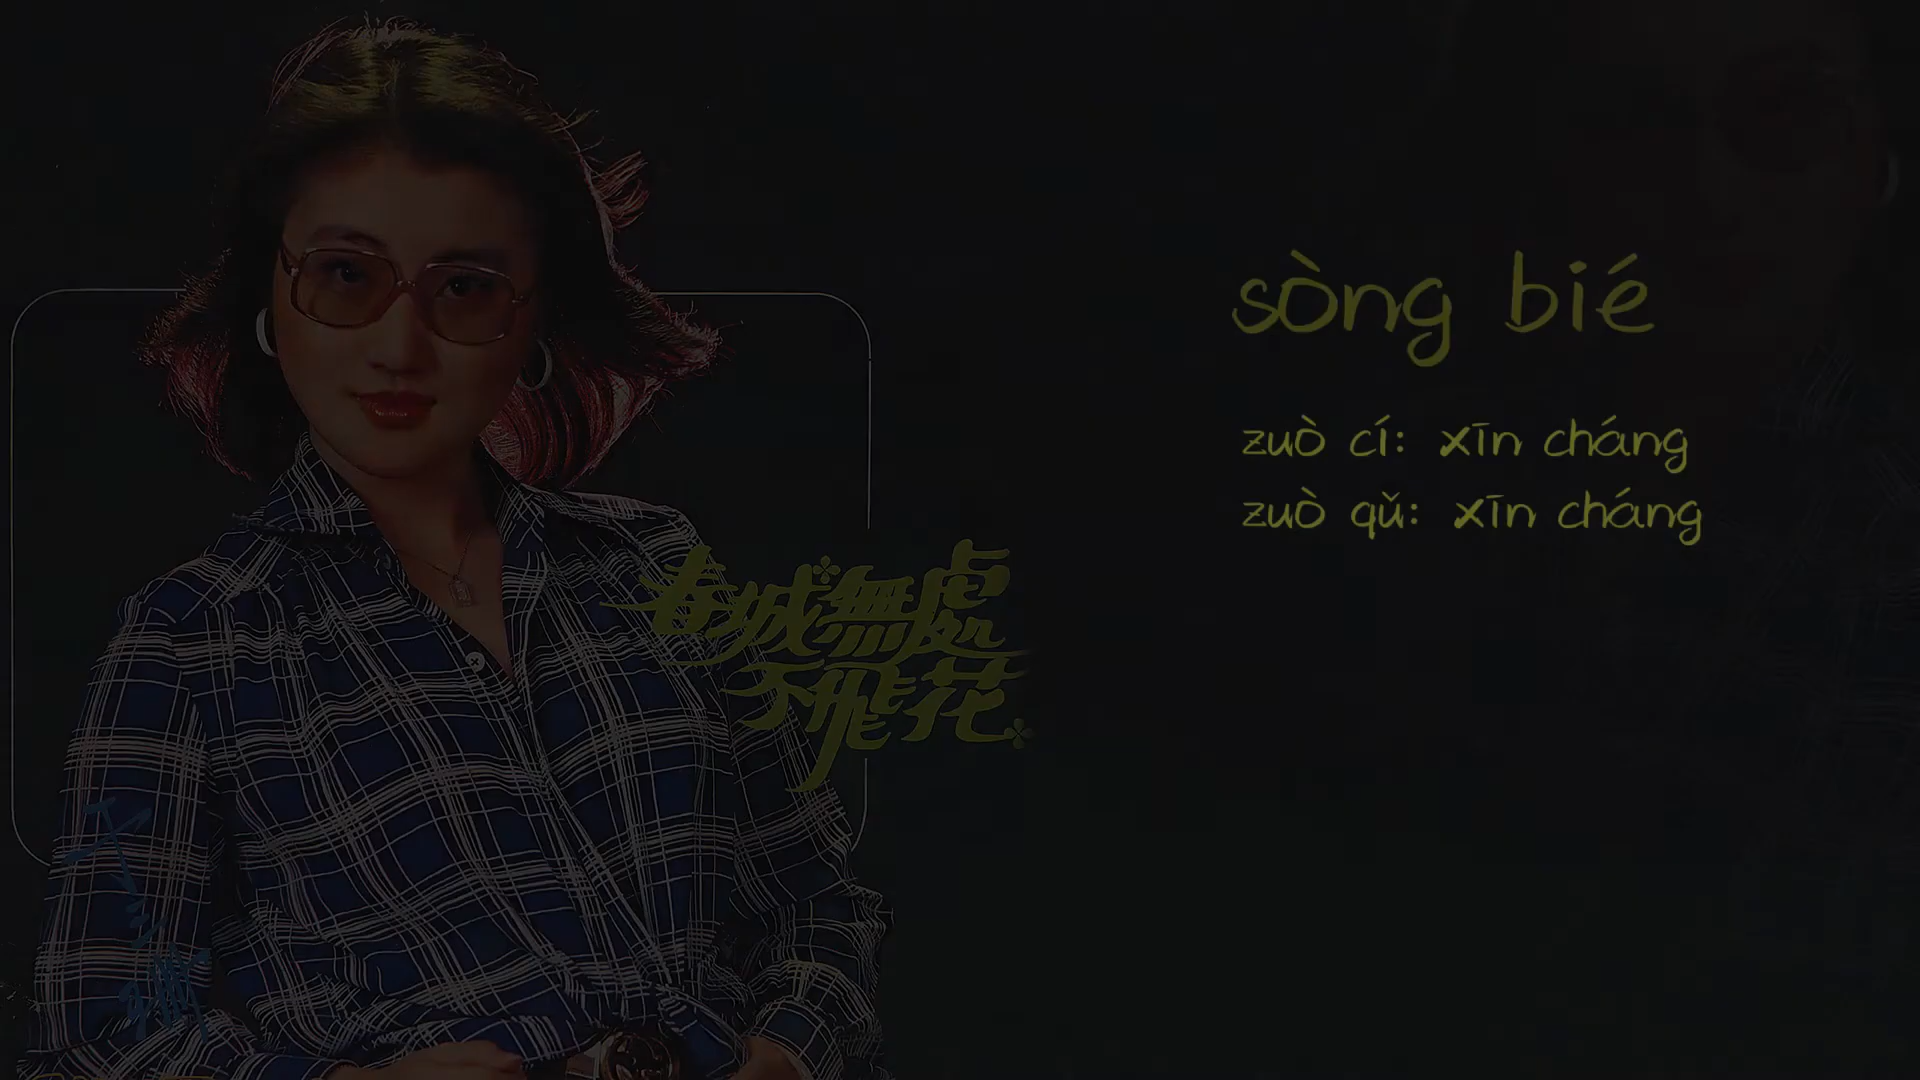 sòng bié
zuò cí: xīn cháng
zuò qǔ: xīn cháng
春城無處
不飛花